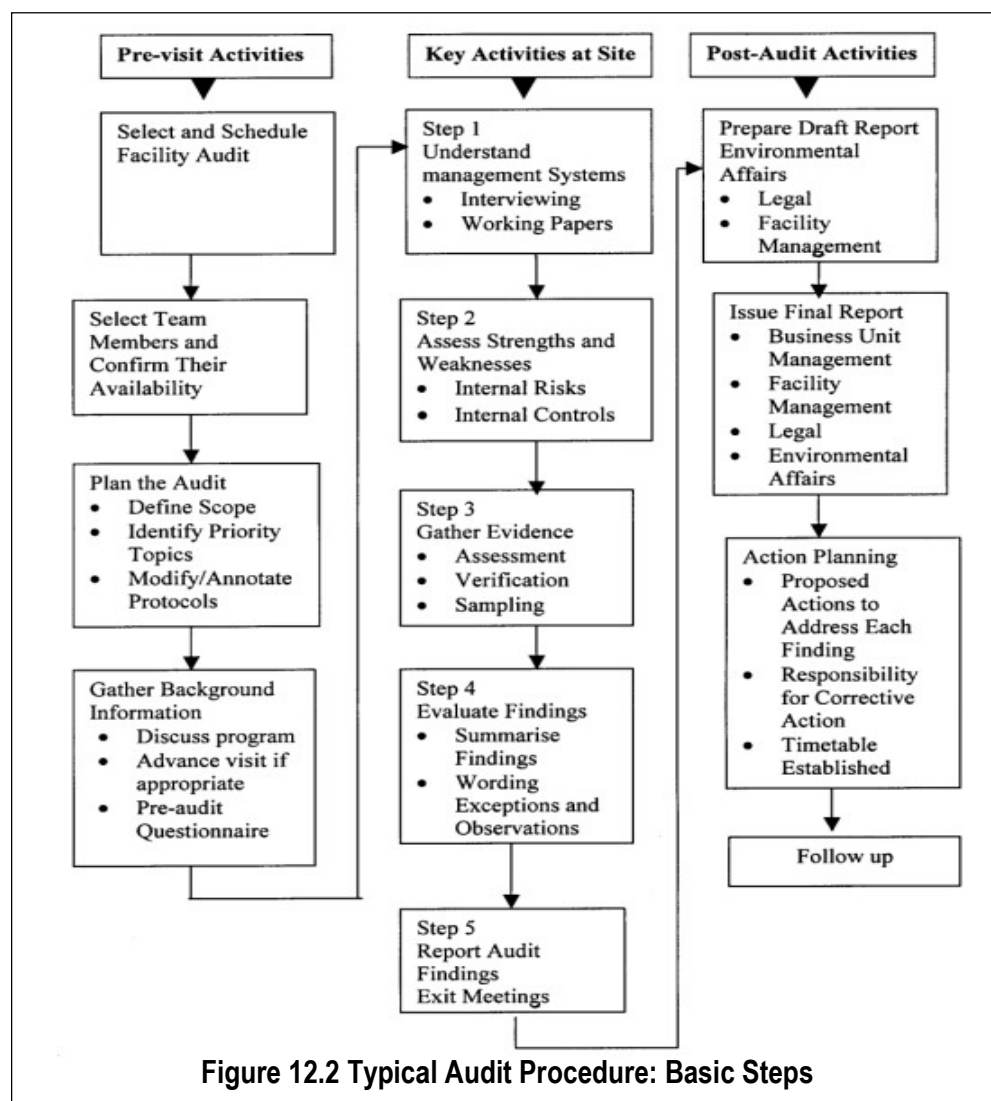 Pre-visit Activities
Select and Schedule
Facility Audit
Select Team
Members and
Confirm Their
Availability
Plan the Audit
• Define Scope
• Identify Priority
Topics
• Modify/Annotate
Protocols
Gather Background
Information
• Discuss program
• Advance visit if
appropriate
• Pre-audit
Questionnaire
Key Activities at Site
Step 1
Understand
management Systems
• Interviewing
• Working Papers
Step 2
Assess Strengths and
Weaknesses
• Internal Risks
• Internal Controls
Step 3
Gather Evidence
• Assessment
• Verification
• Sampling
Step 4
Evaluate Findings
• Summarise
Findings
• Wording
Exceptions and
Observations
Step 5
Report Audit
Findings
Exit Meetings
Post-Audit Activities
Prepare Draft Report
Environmental
Affairs
• Legal
• Facility
Management
Issue Final Report
• Business Unit
Management
• Facility
Management
• Legal
• Environmental
Affairs
Action Planning
• Proposed
Actions to
Address Each
Finding
• Responsibility
for Corrective
Action
• Timetable
Established
Follow up
Figure 12.2 Typical Audit Procedure: Basic Steps